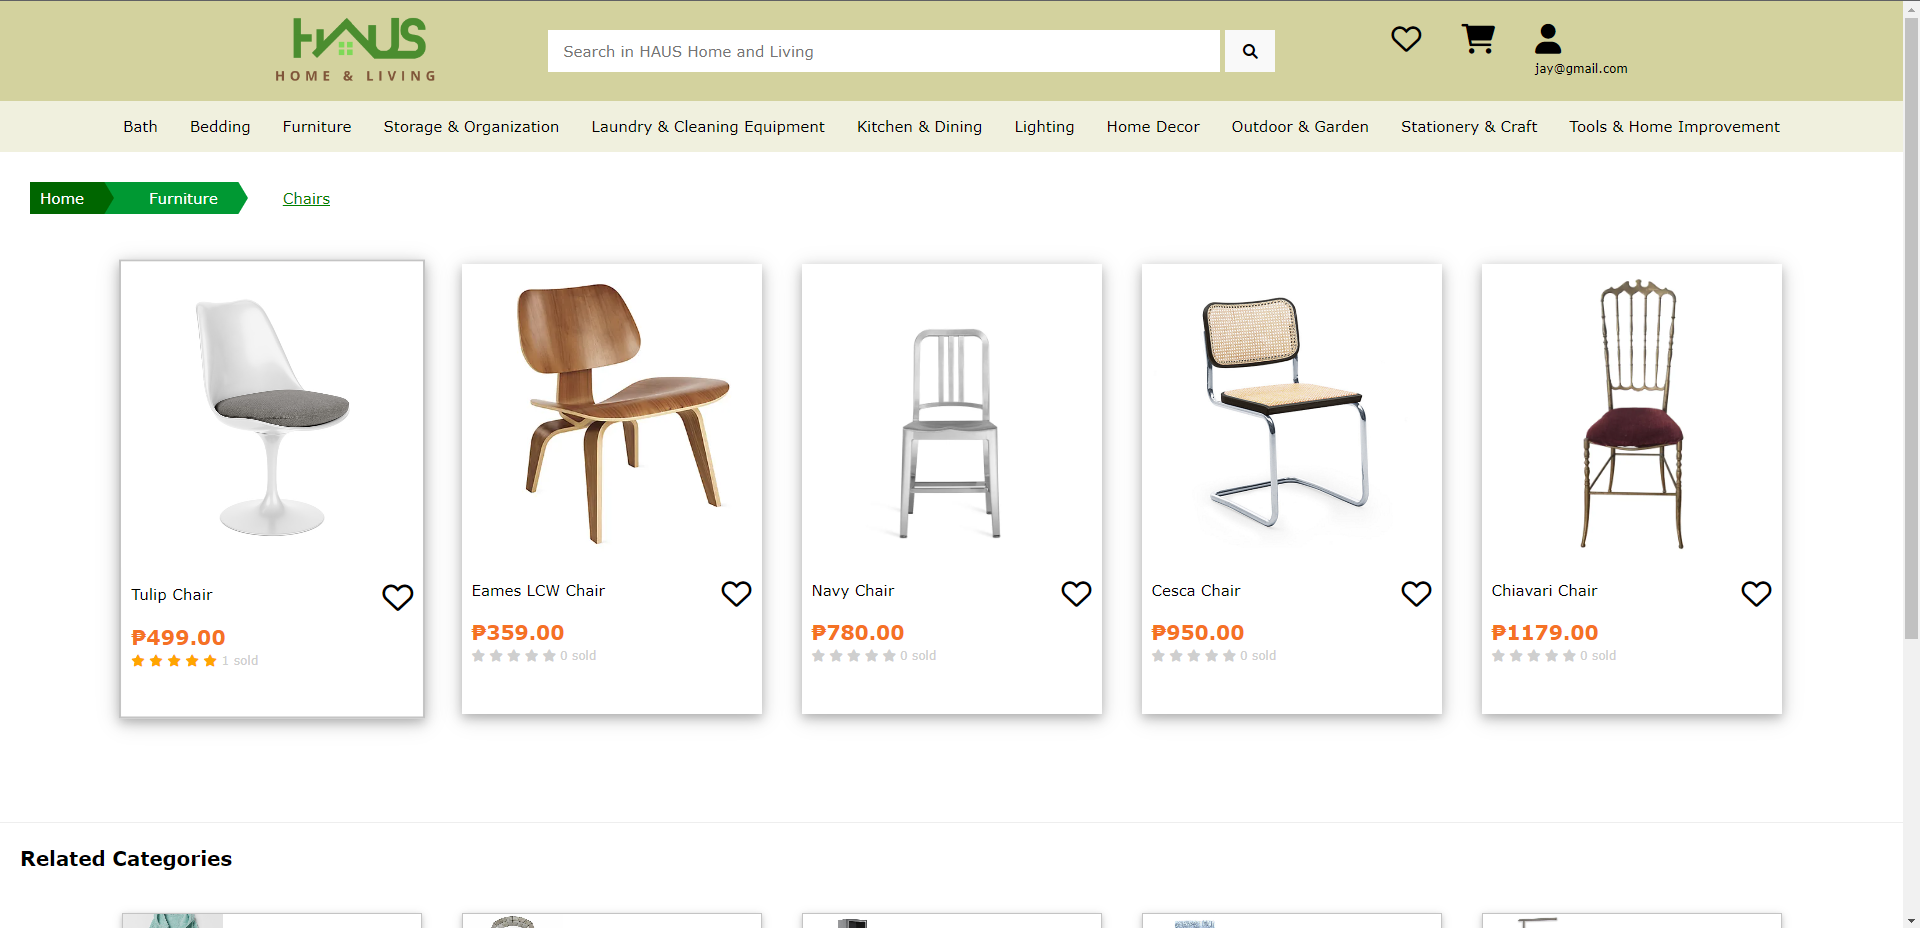 HAUS
HOME & LIVING
Search in HAUS Home and Living
jay@gmail.com
Bath Bedding Furniture Storage & Organization Laundry & Cleaning Equipment Kitchen & Dining Lighting Home Decor Outdoor & Garden Stationery & Craft Tools & Home Improvement
Home Furniture Chairs
Tulip Chair
₱499.00
1 sold
Eames LCW Chair
₱359.00
0 sold
Navy Chair
₱780.00
0 sold
Cesca Chair
₱950.00
0 sold
Chiavari Chair
₱1179.00
0 sold
Related Categories